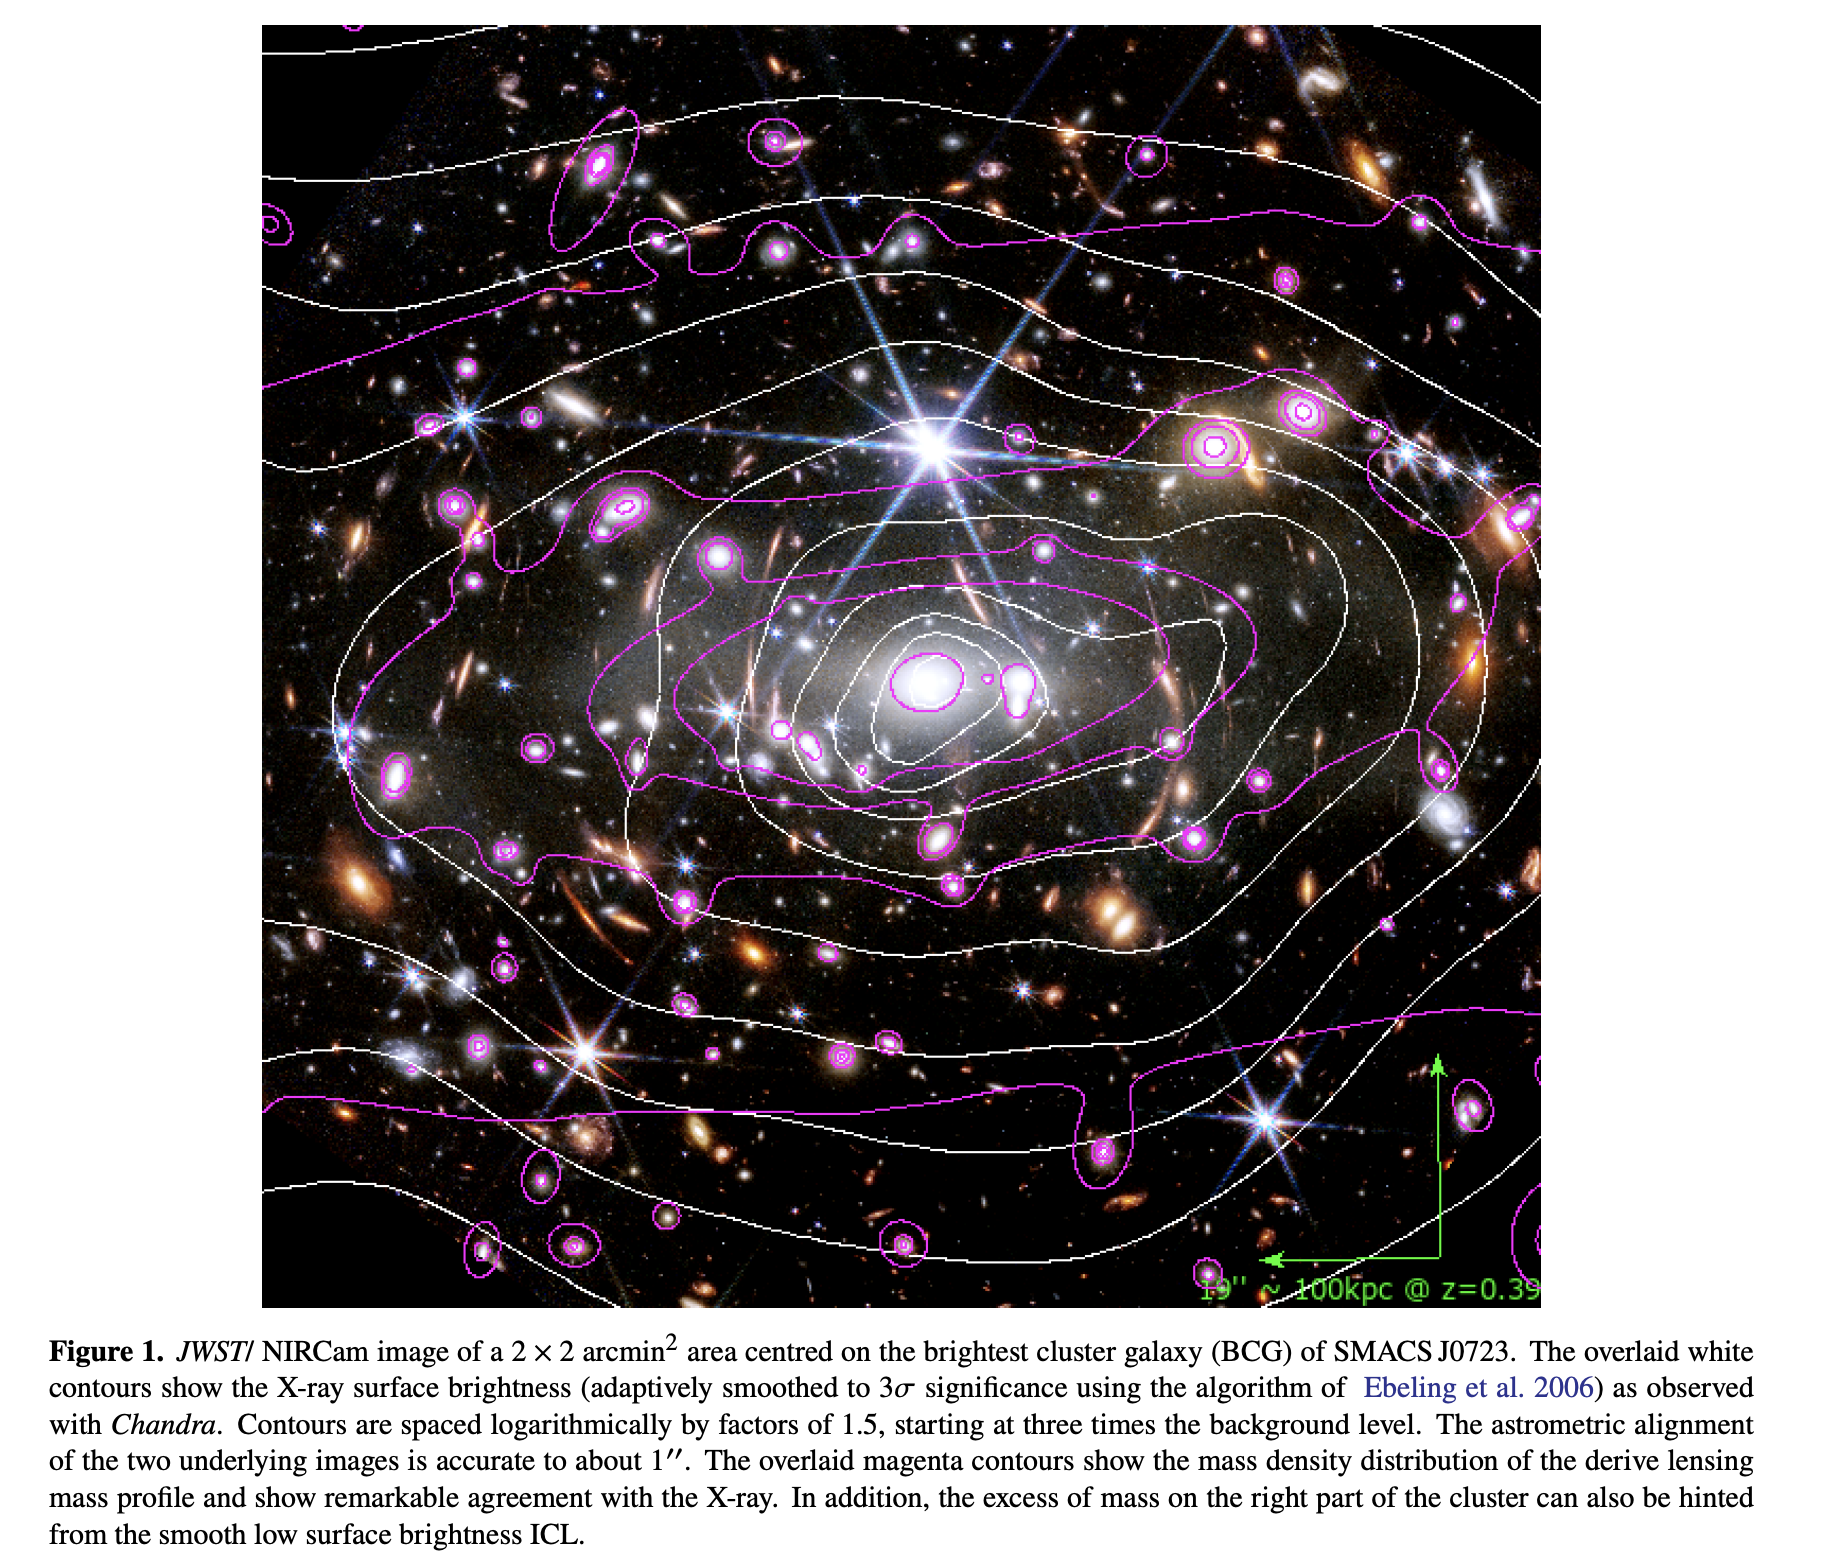 19'' ~ 100kpc @ z=0.39
Figure 1. JWST/ NIRCam image of a 2 × 2 arcmin² area centred on the brightest cluster galaxy (BCG) of SMACS J0723. The overlaid white
contours show the X-ray surface brightness (adaptively smoothed to 3σ significance using the algorithm of Ebeling et al. 2006) as observed
with Chandra. Contours are spaced logarithmically by factors of 1.5, starting at three times the background level. The astrometric alignment
of the two underlying images is accurate to about 1″. The overlaid magenta contours show the mass density distribution of the derive lensing
mass profile and show remarkable agreement with the X-ray. In addition, the excess of mass on the right part of the cluster can also be hinted
from the smooth low surface brightness ICL.